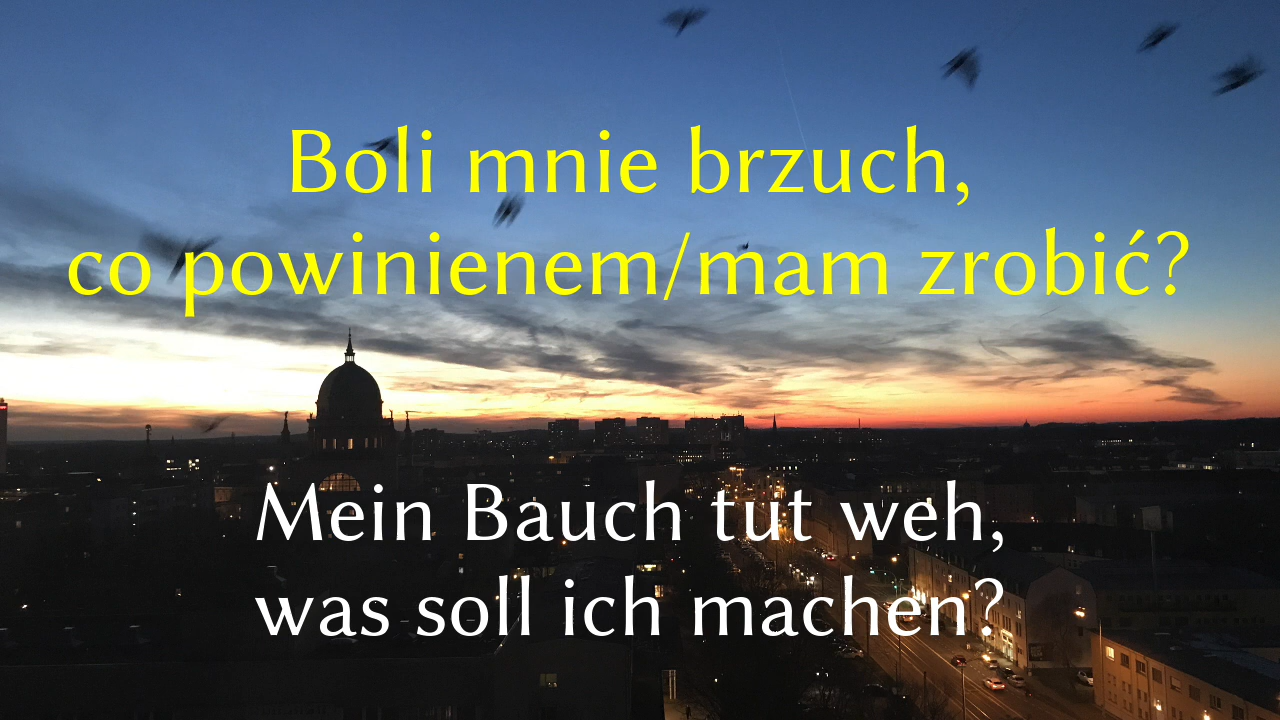 Boli mnie brzuch,
co powinienem/mam zrobić?
Mein Bauch tut weh,
was soll ich machen?